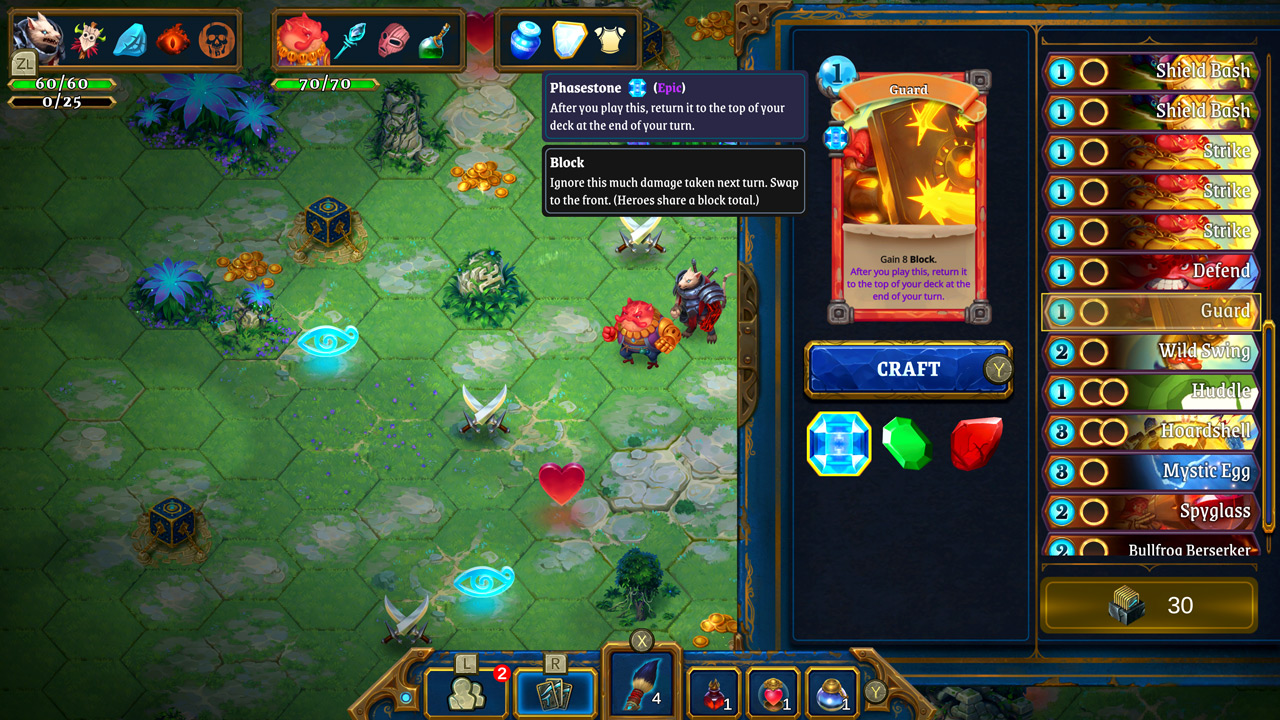 ZL
60/60
0/25
70/70
Phasestone (Epic)
After you play this, return it to the top of your
deck at the end of your turn.
Block
Ignore this much damage taken next turn. Swap
to the front. (Heroes share a block total.)
1
Guard
Gain 8 Block.
After you play this, return it
to the top of your deck at the
end of your turn.
CRAFT
Y
1 Shield Bash
1 Shield Bash
1 Strike
1 Strike
1 Strike
1 Defend
1 Guard
2 Wild Swing
1 Huddle
3 Hoardshell
3 Mystic Egg
2 Spyglass
2 Bullfrog Berserker
30
L
2
R
X
4
1
1
1
Y